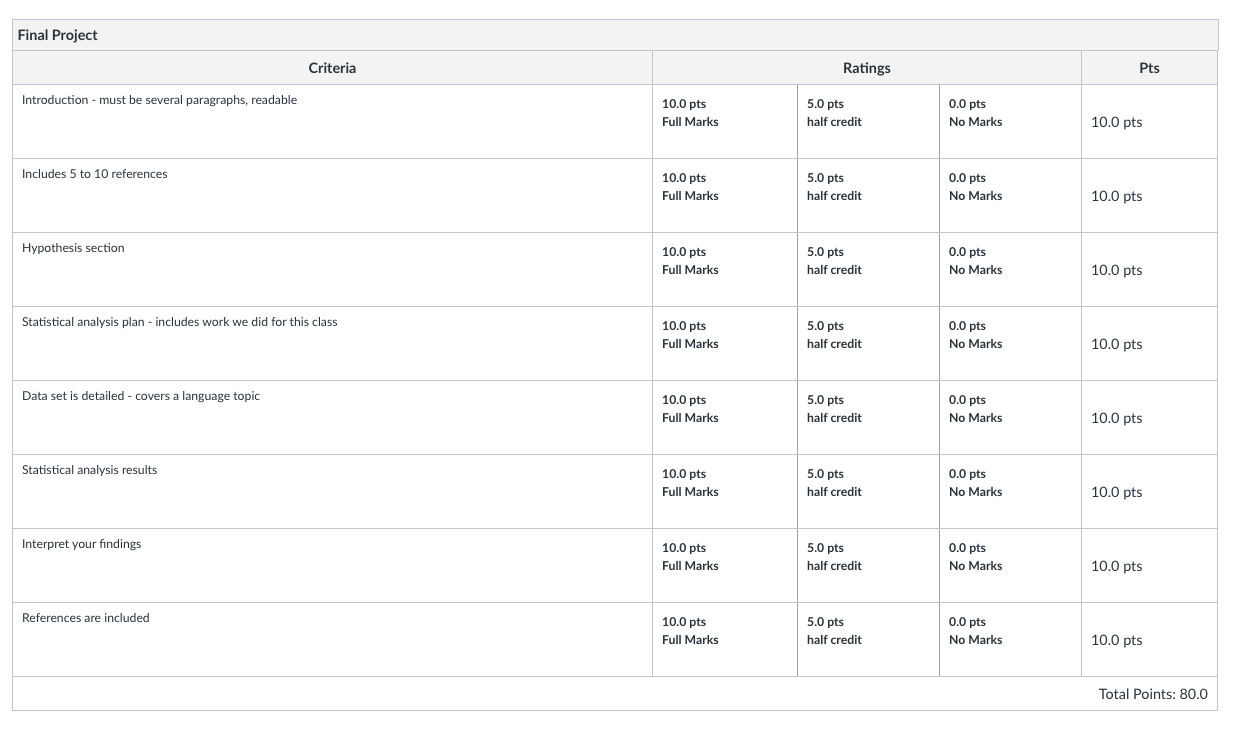 Final Project
Criteria Ratings Pts
Introduction - must be several paragraphs, readable
10.0 pts
Full Marks
5.0 pts
half credit
0.0 pts
No Marks
10.0 pts
Includes 5 to 10 references
10.0 pts
Full Marks
5.0 pts
half credit
0.0 pts
No Marks
10.0 pts
Hypothesis section
10.0 pts
Full Marks
5.0 pts
half credit
0.0 pts
No Marks
10.0 pts
Statistical analysis plan - includes work we did for this class
10.0 pts
Full Marks
5.0 pts
half credit
0.0 pts
No Marks
10.0 pts
Data set is detailed - covers a language topic
10.0 pts
Full Marks
5.0 pts
half credit
0.0 pts
No Marks
10.0 pts
Statistical analysis results
10.0 pts
Full Marks
5.0 pts
half credit
0.0 pts
No Marks
10.0 pts
Interpret your findings
10.0 pts
Full Marks
5.0 pts
half credit
0.0 pts
No Marks
10.0 pts
References are included
10.0 pts
Full Marks
5.0 pts
half credit
0.0 pts
No Marks
10.0 pts
Total Points: 80.0